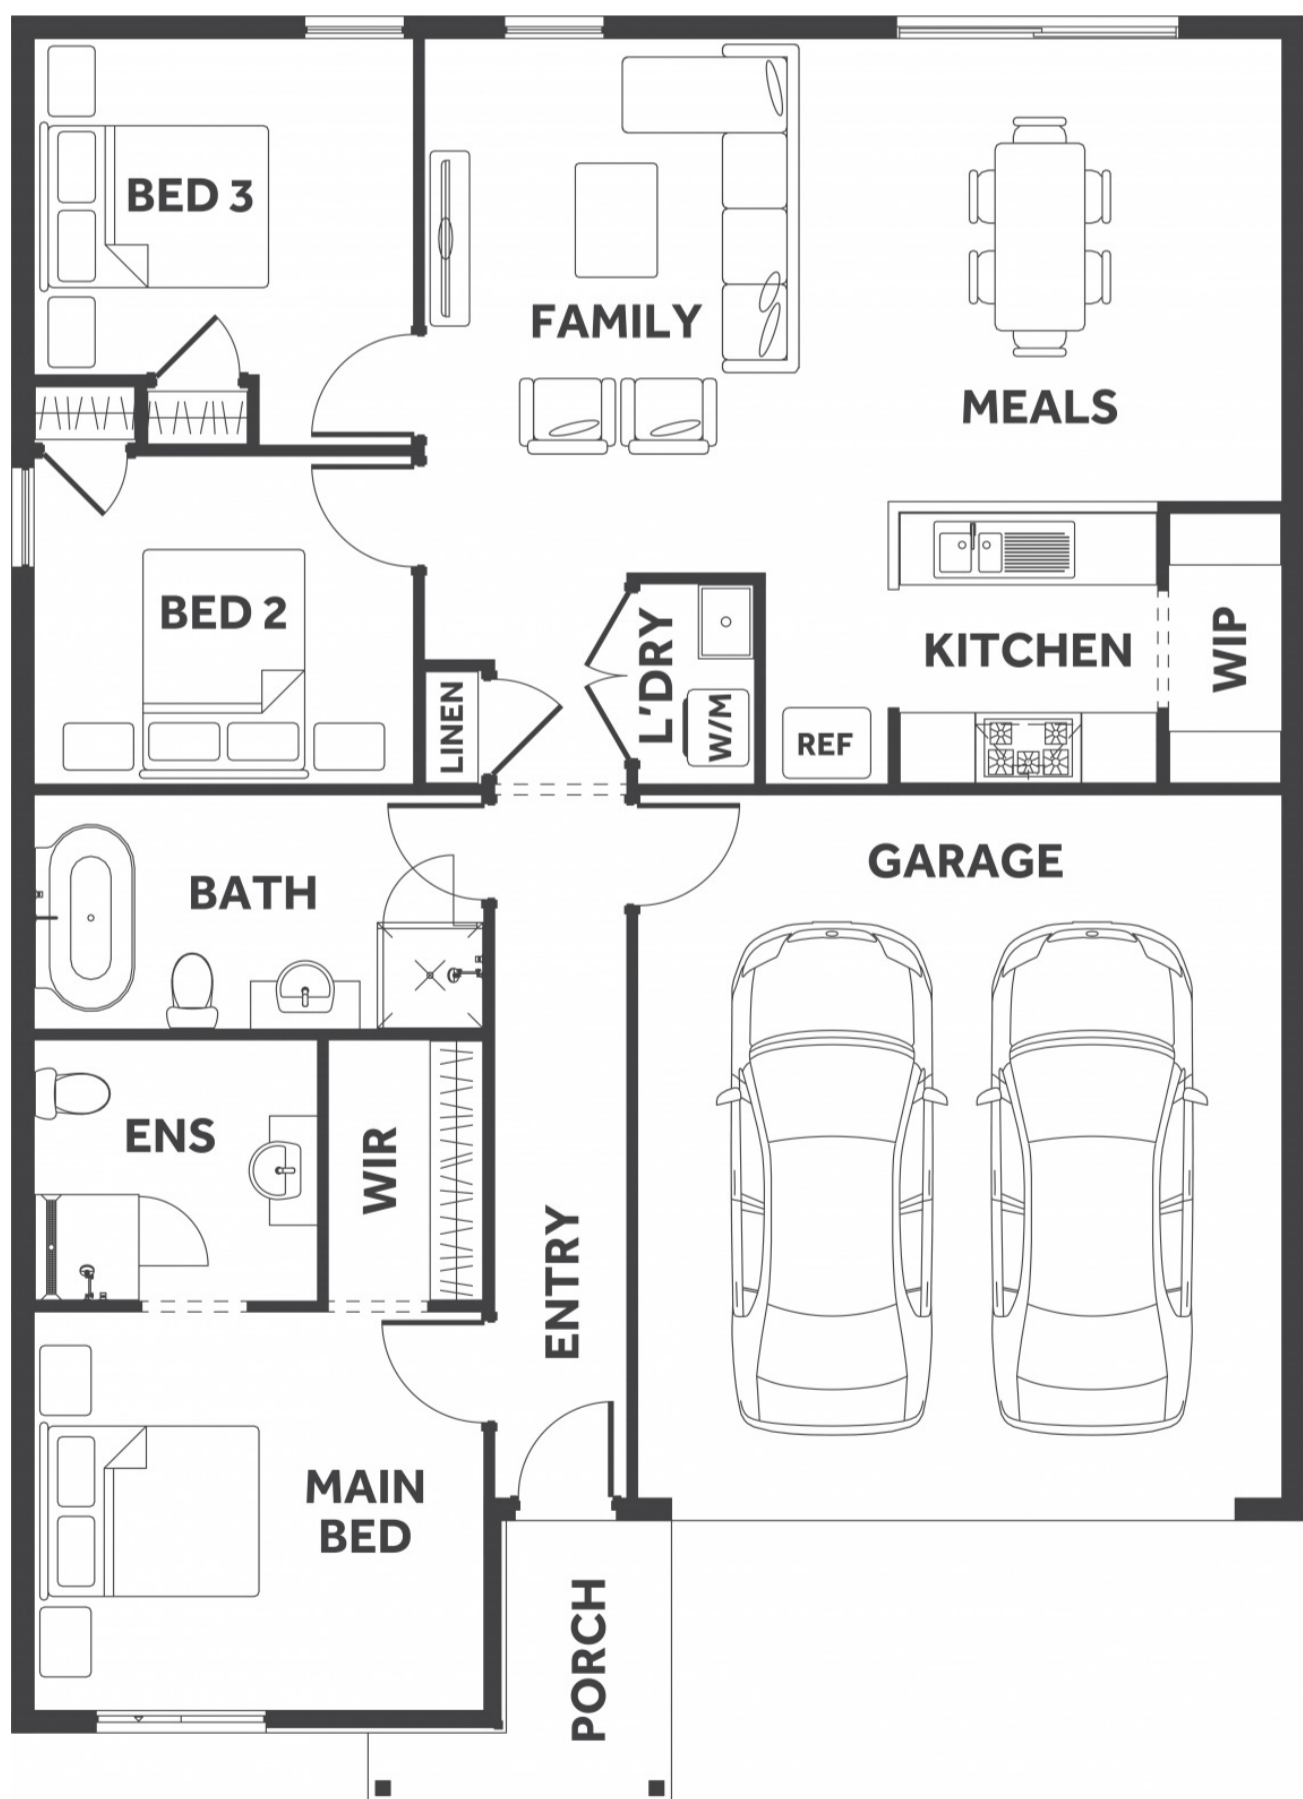 BED 3
FAMILY
MEALS
BED 2
LINEN
L'DRY
W/M
REF
KITCHEN
WIP
BATH
GARAGE
ENS
WIR
ENTRY
MAIN
BED
PORCH